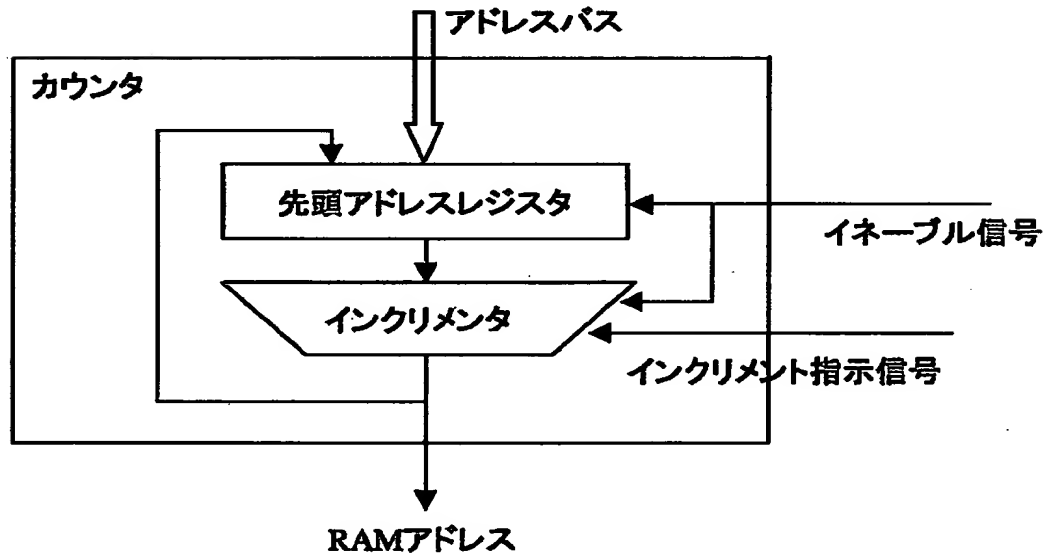 アドレスバス
カウンタ
先頭アドレスレジスタ
イネーブル信号
インクリメンタ
インクリメント指示信号
RAMアドレス